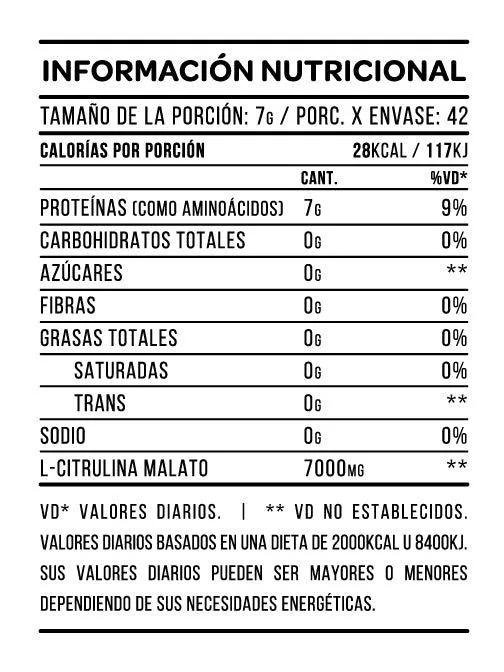 INFORMACIÓN NUTRICIONAL
TAMAÑO DE LA PORCIÓN: 7G / PORC. X ENVASE: 42
CALORÍAS POR PORCIÓN 28KCAL / 117KJ
CANT. %VD*
PROTEÍNAS (COMO AMINOÁCIDOS) 7G 9%
CARBOHIDRATOS TOTALES 0G 0%
AZÚCARES 0G **
FIBRAS 0G 0%
GRASAS TOTALES 0G 0%
SATURADAS 0G 0%
TRANS 0G **
SODIO 0G 0%
L-CITRULINA MALATO 7000MG **
VD* VALORES DIARIOS. | ** VD NO ESTABLECIDOS.
VALORES DIARIOS BASADOS EN UNA DIETA DE 2000KCAL U 8400KJ.
SUS VALORES DIARIOS PUEDEN SER MAYORES O MENORES
DEPENDIENDO DE SUS NECESIDADES ENERGÉTICAS.